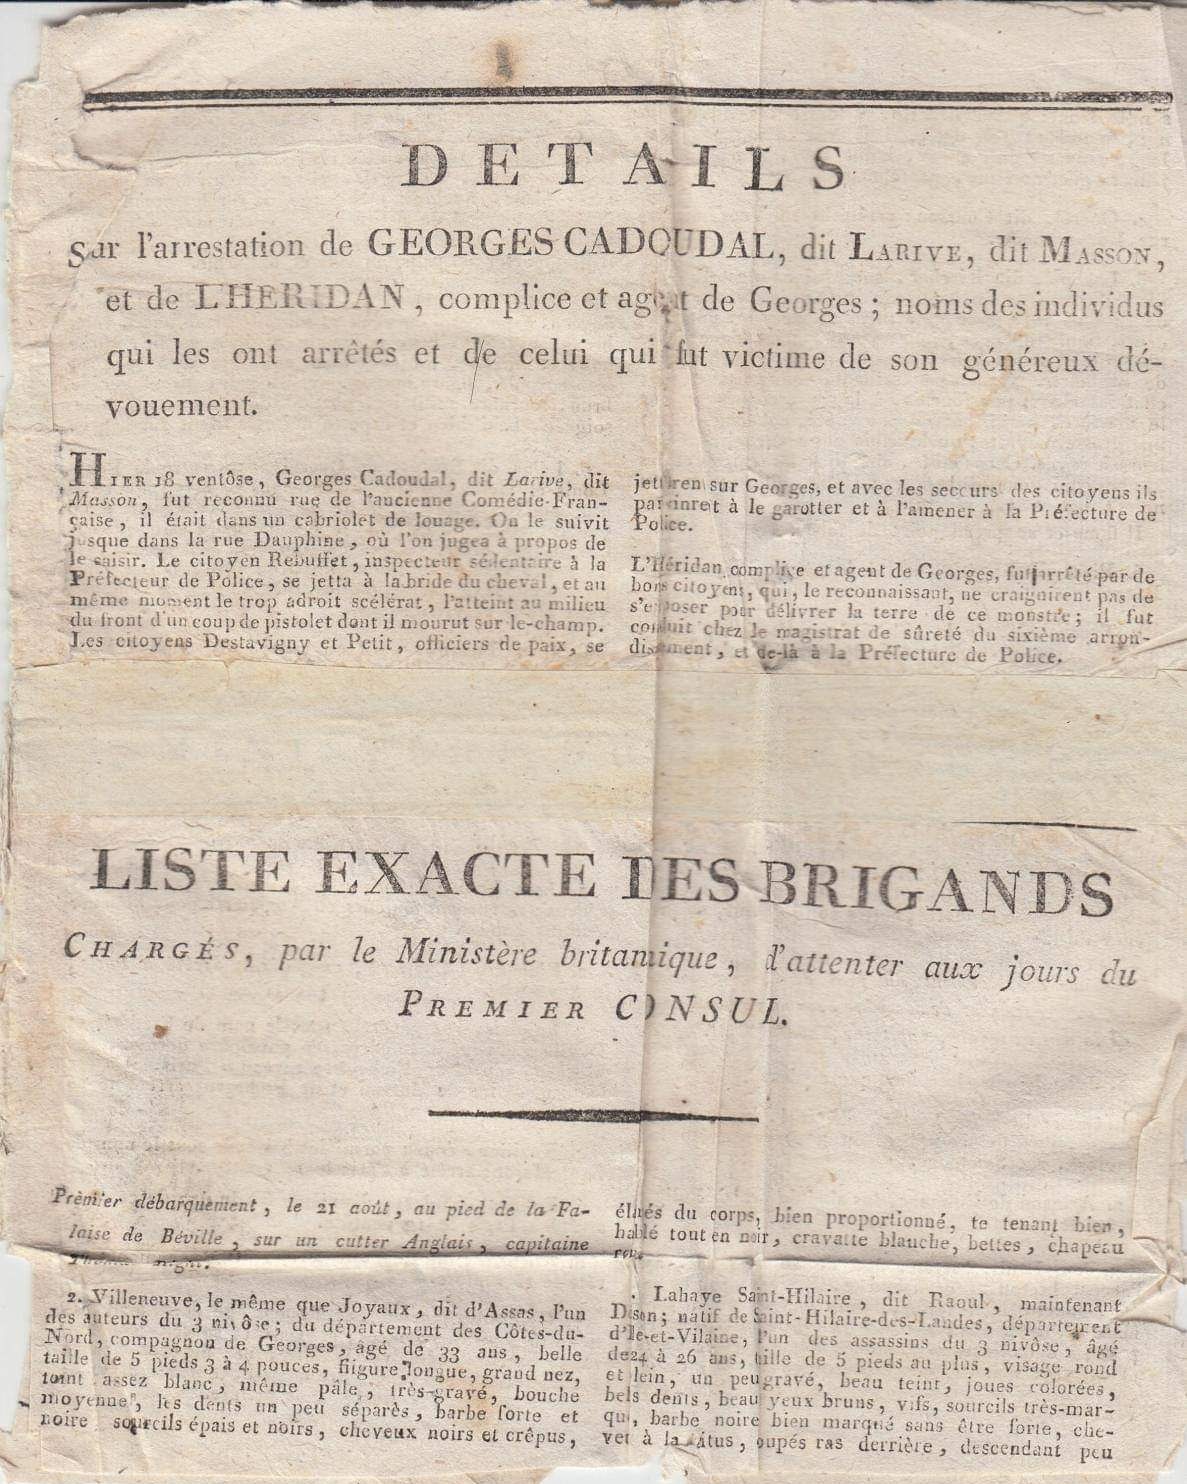 DETAILS
Sur l'arrestation de GEORGES CADOUDAL, dit LARIVE, dit MASSON,
et de L'HERIDAN, complice et agent de Georges; noms des individus
qui les ont arrêtés et de celui qui fut victime de son généreux dé-
vouement.
HIER 18 ventôse, Georges Cadoudal, dit Larive, dit
Masson, fut reconnu rue de l'ancienne Comédie-Fran-
çaise, il était dans un cabriolet de louage. On le suivit
jusque dans la rue Dauphine, où l'on jugea à propos de
le saisir. Le citoyen Rebuffet, inspecteur sédentaire à la
Préfecteur de Police, se jetta à la bride du cheval, et au
même moment le trop adroit scélérat, l'atteint au milieu
du front d'un coup de pistolet dont il mourut sur le-champ.
Les citoyens Destavigny et Petit, officiers de paix, se
jettèrent sur Georges, et avec les secours des citoyens ils
parvinrent à le garotter et à l'amener à la Préfecture de
Police.
L'Héridan complice et agent de Georges, fut arrêté par de
bons citoyens, qui, le reconnaissant, ne craignirent pas de
s'exposer pour délivrer la terre de ce monstre; il fut
conduit chez le magistrat de sûreté du sixième arron-
dissement, et de-là à la Préfecture de Police.
LISTE EXACTE DES BRIGANDS
CHARGÉS, par le Ministère britannique, d'attenter aux jours du
PREMIER CONSUL.
Prèmier débarquement, le 21 août, au pied de la Fa-
laise de Béville, sur un cutter Anglais, capitaine
2. Villeneuve, le même que Joyaux, dit d'Assas, l'un
des auteurs du 3 nivôse; du département des Côtes-du-
Nord, compagnon de Georges, âgé de 33 ans, belle
taille de 5 pieds 3 à 4 pouces, fiigure longue, grand nez,
teint assez blanc, même pâle, très-gravé, bouche
moyenne, les dents un peu séparés, barbe forte et
noire sourcils épais et noirs, cheveux noirs et crêpus,
du corps, bien proportionné, te tenant bien,
hablé tout en noir, cravatte blanche, bettes, chapeau
Lahaye Saint-Hilaire, dit Raoul, maintenant
natif de Saint-Hilaire-des-Landes, département
d'Ile-et-Vilaine, l'un des assassins du 3 nivôse, âgé
de 24 à 26 ans, taille de 5 pieds au plus, visage rond
et plein, un peu gravé, beau teint, joues colorées,
bels dents, beau yeux bruns, vifs, sourcils très-mar-
qué, barbe noire bien marqué sans être forte, che-
vet à la titus, coupés ras derrière, descendant peu